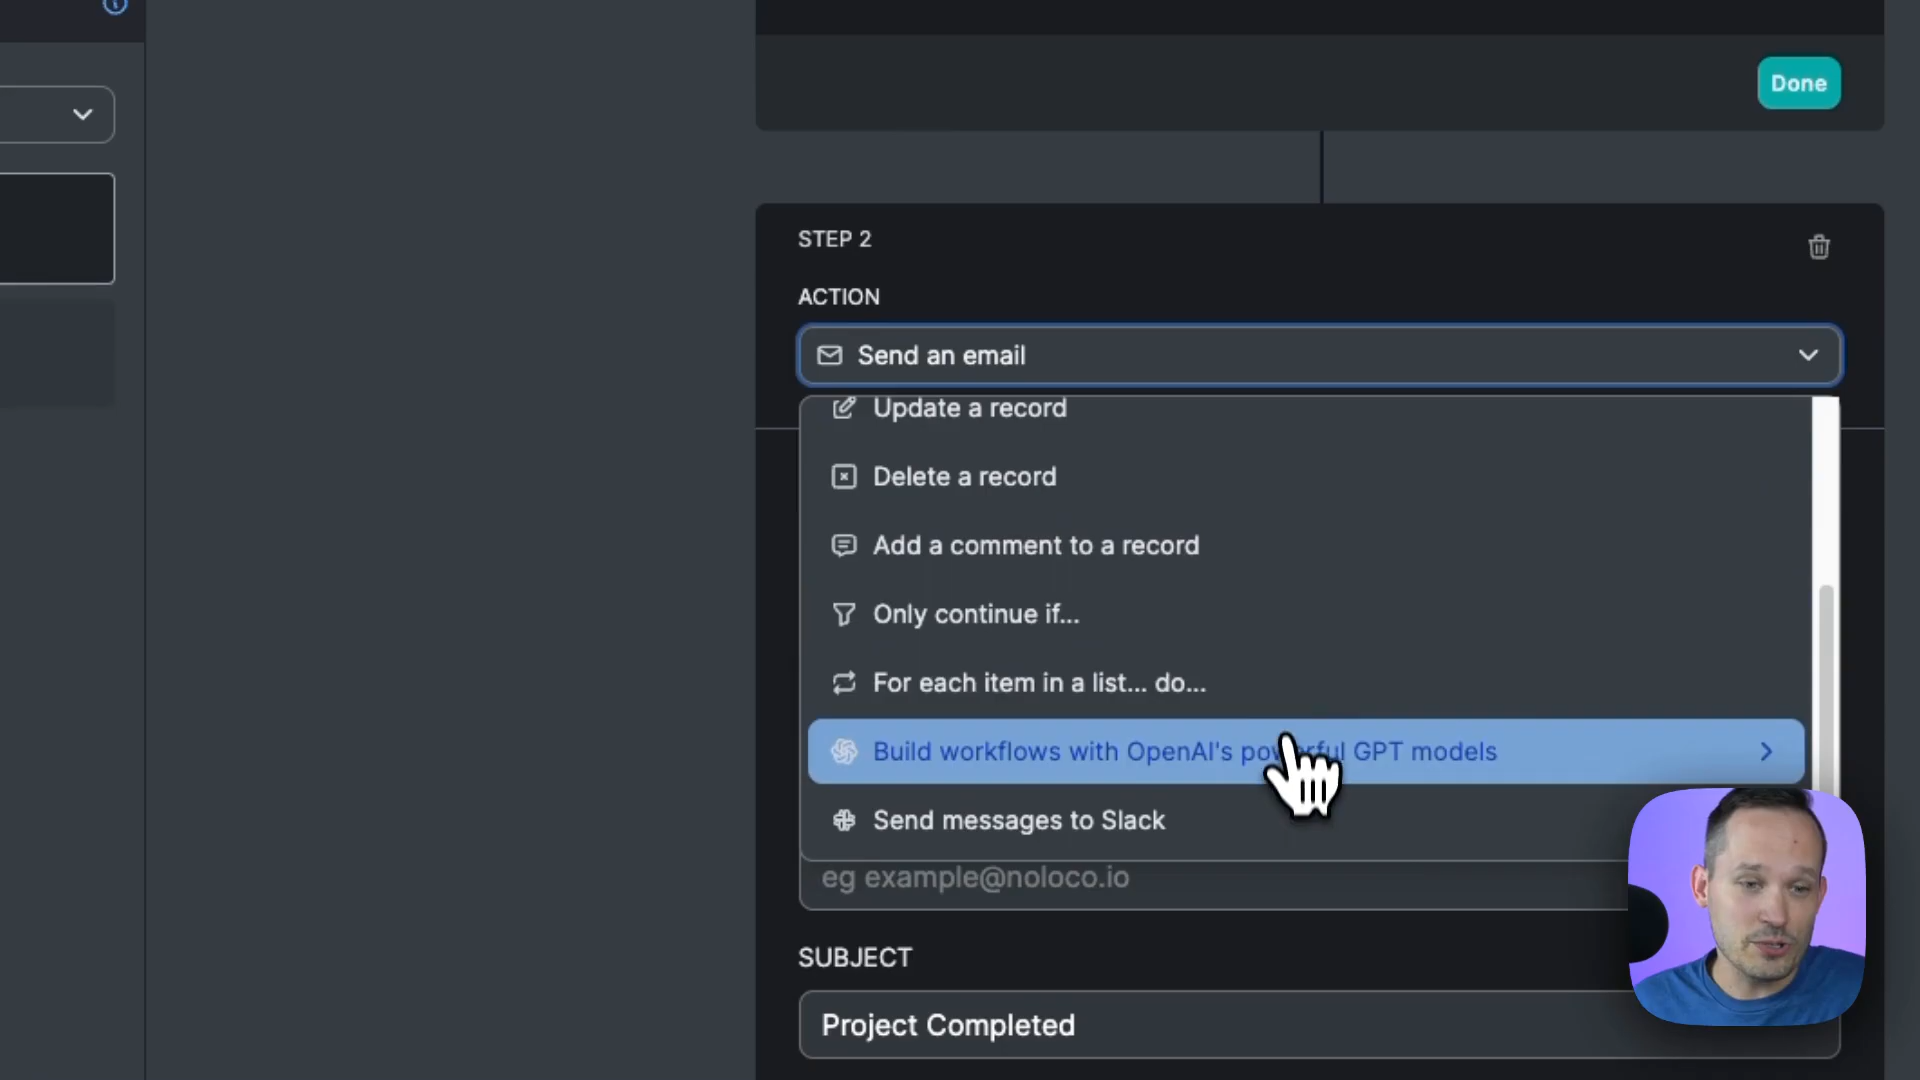 Done
STEP 2
ACTION
Send an email
Update a record
Delete a record
Add a comment to a record
Only continue if...
For each item in a list... do...
Build workflows with OpenAI's powerful GPT models
Send messages to Slack
eg example@noloco.io
SUBJECT
Project Completed